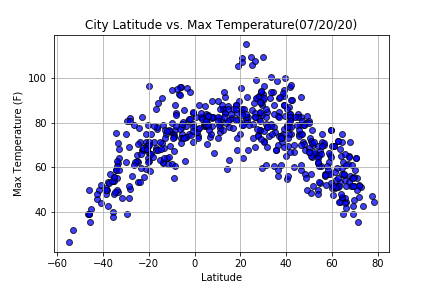 City Latitude vs. Max Temperature(07/20/20)
Max Temperature (F)
100
80
60
40
−60 −40 −20 0 20 40 60 80
Latitude